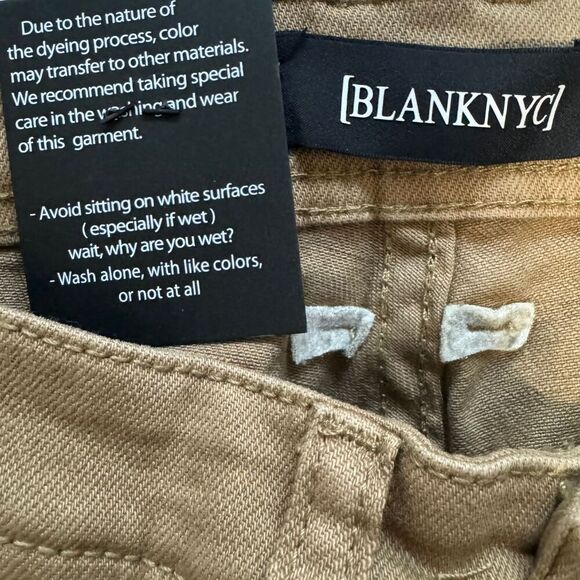 Due to the nature of
the dyeing process, color
may transfer to other materials.
We recommend taking special
care in the washing and wear
of this garment.
- Avoid sitting on white surfaces
( especially if wet )
wait, why are you wet?
- Wash alone, with like colors,
or not at all
[BLANKNYC]